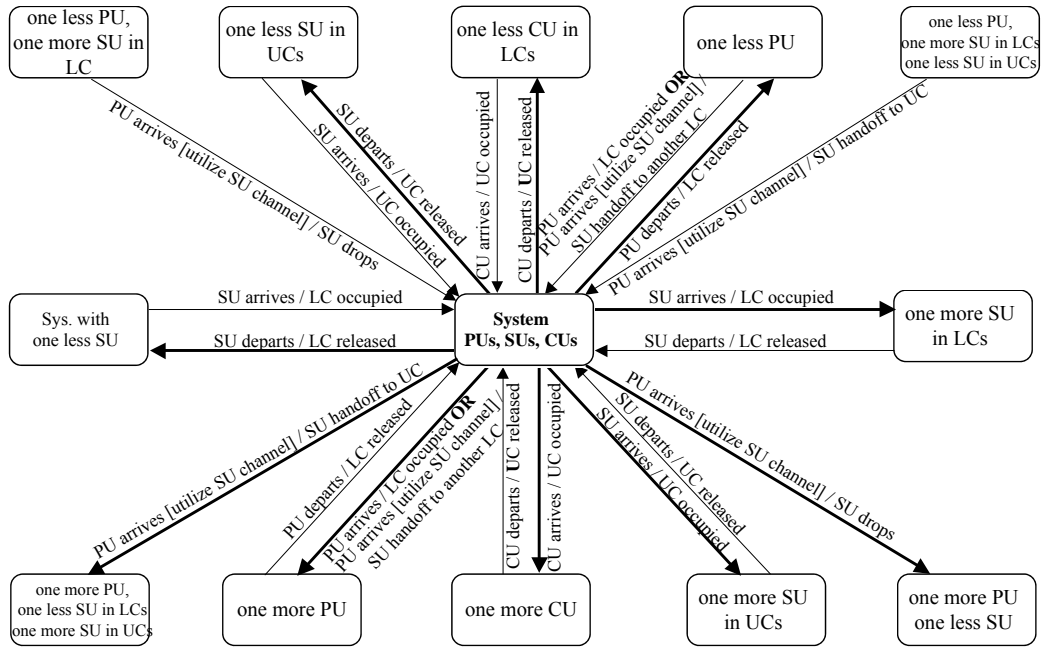 one less PU,
one more SU in
LC
one less SU in
UCs
one less CU in
LCs
one less PU
one less PU,
one more SU in LCs
one less SU in UCs
PU arrives [utilize SU channel] / SU drops
SU departs / UC released
SU arrives / UC occupied
CU arrives / UC occupied
CU departs / UC released
PU arrives / LC occupied OR
PU arrives [utilize SU channel] /
SU handoff to another LC
PU departs / LC released
PU arrives [utilize SU channel] / SU handoff to UC
Sys. with
one less SU
SU arrives / LC occupied
SU departs / LC released
System
PUs, SUs, CUs
SU arrives / LC occupied
SU departs / LC released
one more SU
in LCs
PU arrives [utilize SU channel] / SU handoff to UC
PU departs / LC released
PU arrives / LC occupied OR
PU arrives [utilize SU channel] /
SU handoff to another LC
CU departs / UC released
CU arrives / UC occupied
SU arrives / UC occupied
SU departs / UC released
PU arrives [utilize SU channel] / SU drops
one more PU,
one less SU in LCs
one more SU in UCs
one more PU
one more CU
one more SU
in UCs
one more PU
one less SU